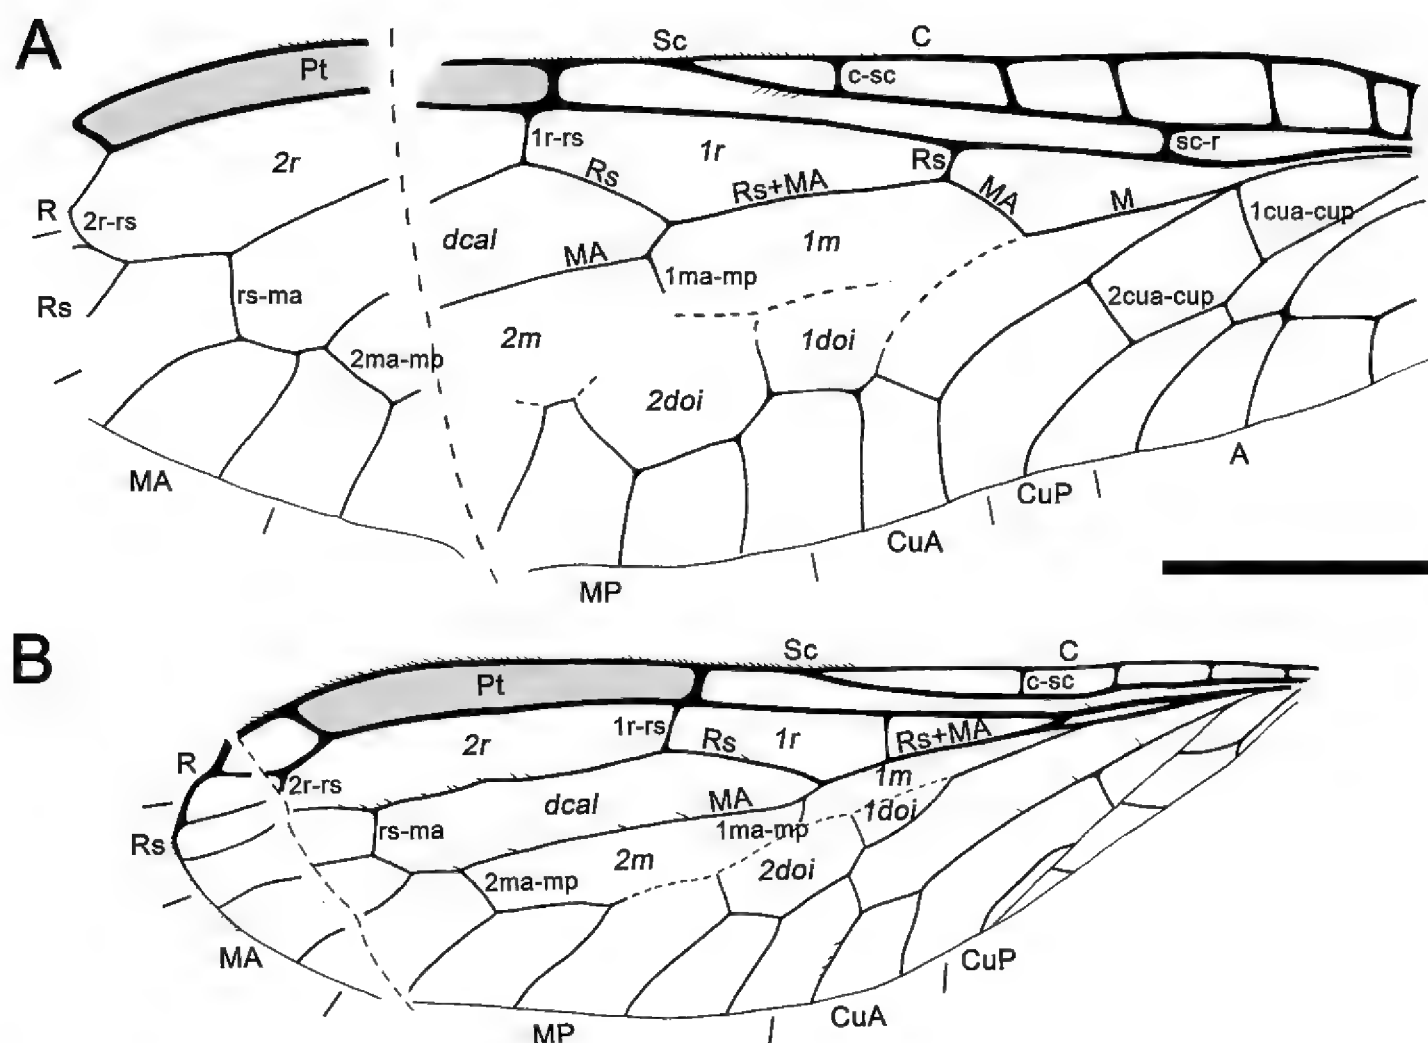 A
Sc
C
Pt
c-sc
1r-rs
1r
sc-r
2r
Rs
Rs
Rs+MA
MA
M
R
2r-rs
1cua-cup
dcal
MA
1m
1ma-mp
Rs
rs-ma
2cua-cup
2m
1doi
2ma-mp
2doi
MA
A
CuP
CuA
MP
B
Sc
C
Pt
c-sc
1r-rs
Rs
1r
Rs+MA
2r
R
2r-rs
1m
dcal
MA
1doi
Rs
rs-ma
1ma-mp
2m
2doi
2ma-mp
MA
CuP
CuA
MP